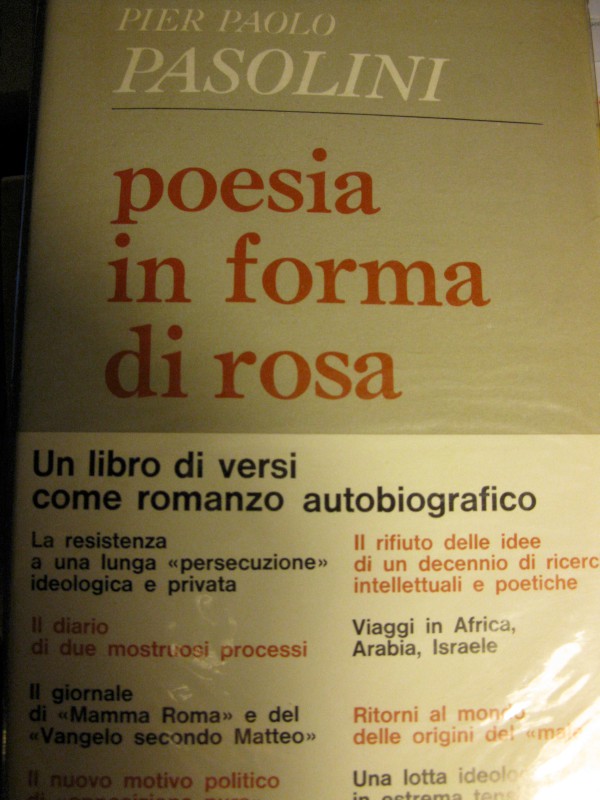 PIER PAOLO
PASOLINI
poesia
in forma
di rosa
Un libro di versi
come romanzo autobiografico
La resistenza
a una lunga «persecuzione»
ideologica e privata
Il diario
di due mostruosi processi
Il giornale
di «Mamma Roma» e del
«Vangelo secondo Matteo»
Il nuovo motivo politico
Il rifiuto delle idee
di un decennio di ricerc
intellettuali e poetiche
Viaggi in Africa,
Arabia, Israele
Ritorni al mondo
delle origini del
Una lotta
in estrema